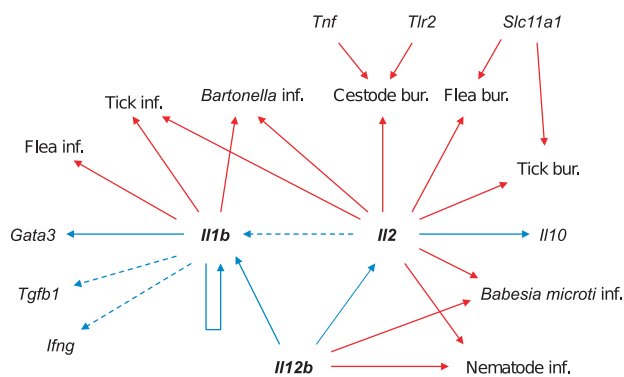 Tnf Tlr2 Slc11a1
Tick inf. Bartonella inf. Cestode bur. Flea bur.
Flea inf. Tick bur.
Gata3 Il1b Il2 Il10
Tgfb1 Babesia microti inf.
Ifng
Il12b Nematode inf.